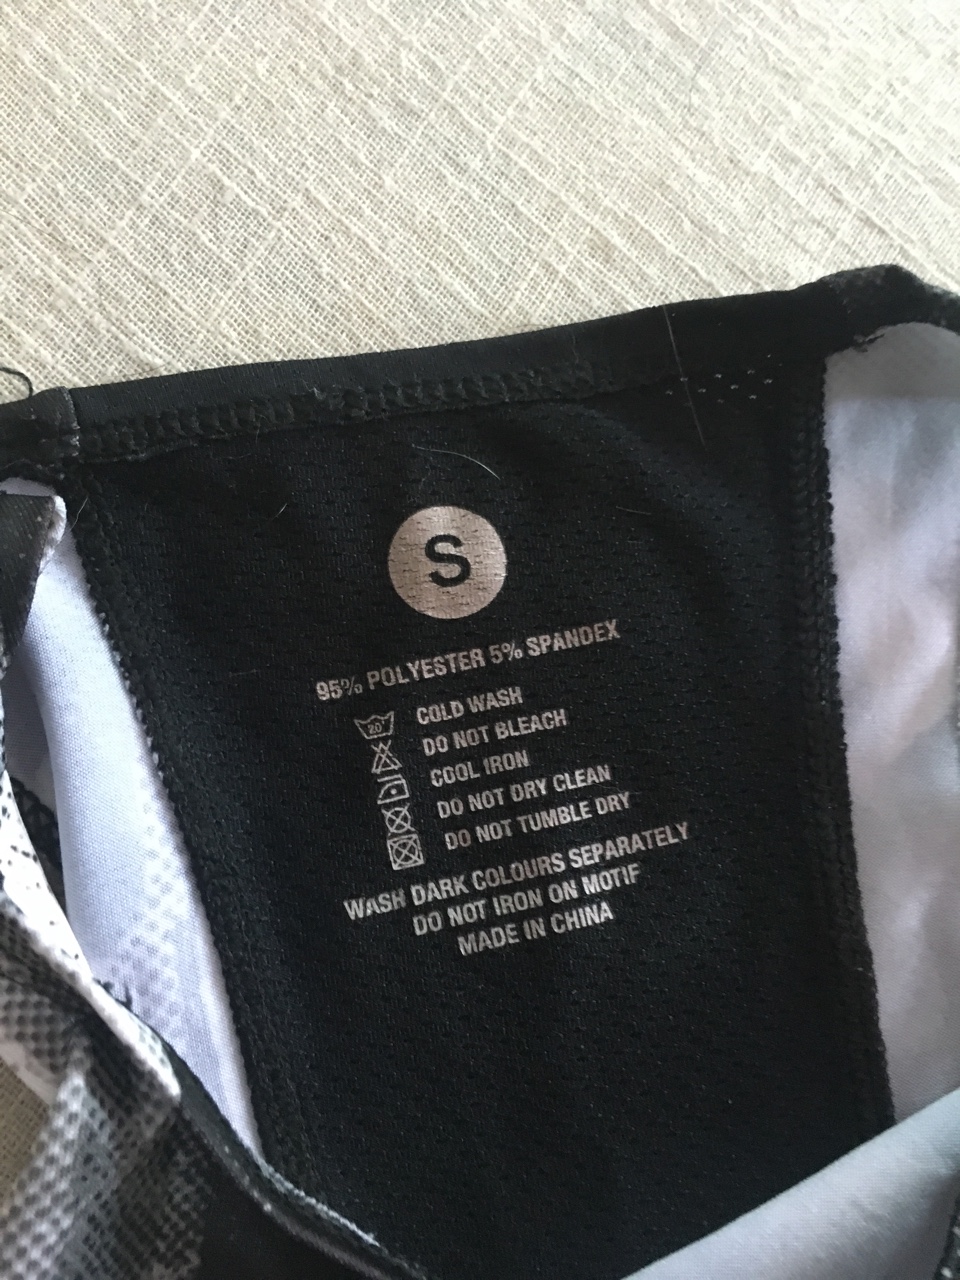 S
95% POLYESTER 5% SPANDEX
20° COLD WASH
DO NOT BLEACH
COOL IRON
DO NOT DRY CLEAN
DO NOT TUMBLE DRY
WASH DARK COLOURS SEPARATELY
DO NOT IRON ON MOTIF
MADE IN CHINA